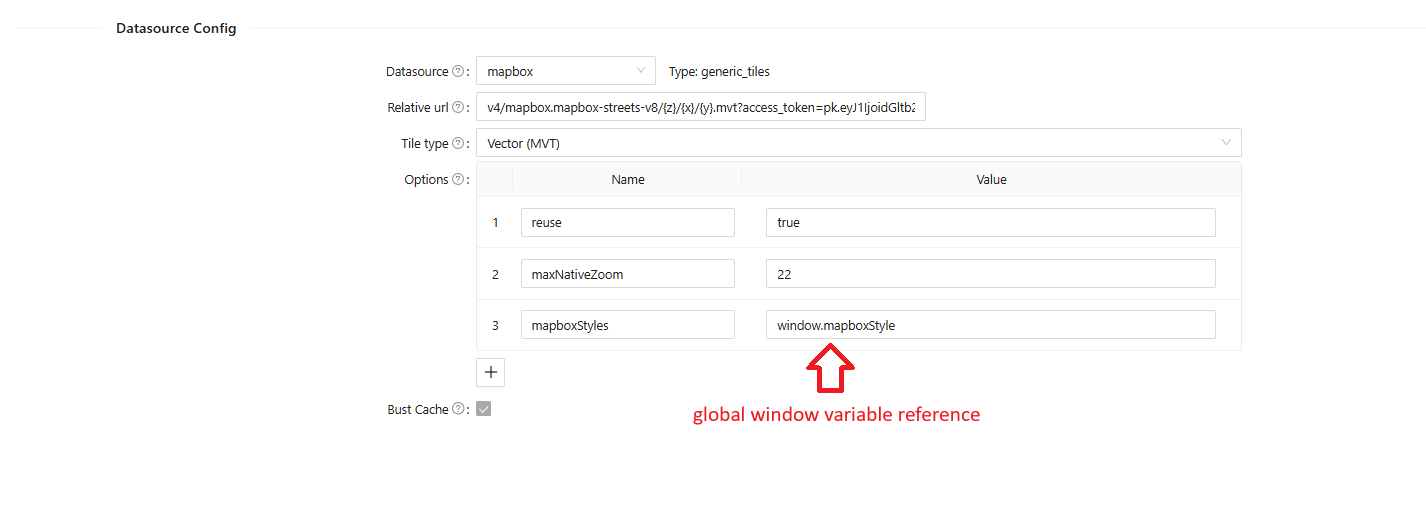 Datasource Config
Datasource ? : mapbox Type: generic_tiles
Relative url ? : v4/mapbox.mapbox-streets-v8/{z}/{x}/{y}.mvt?access_token=pk.eyJ1IjoidGltb2
Tile type ? : Vector (MVT)
Options ? : Name Value
1 reuse true
2 maxNativeZoom 22
3 mapboxStyles window.mapboxStyle
+
Bust Cache ? :
global window variable reference